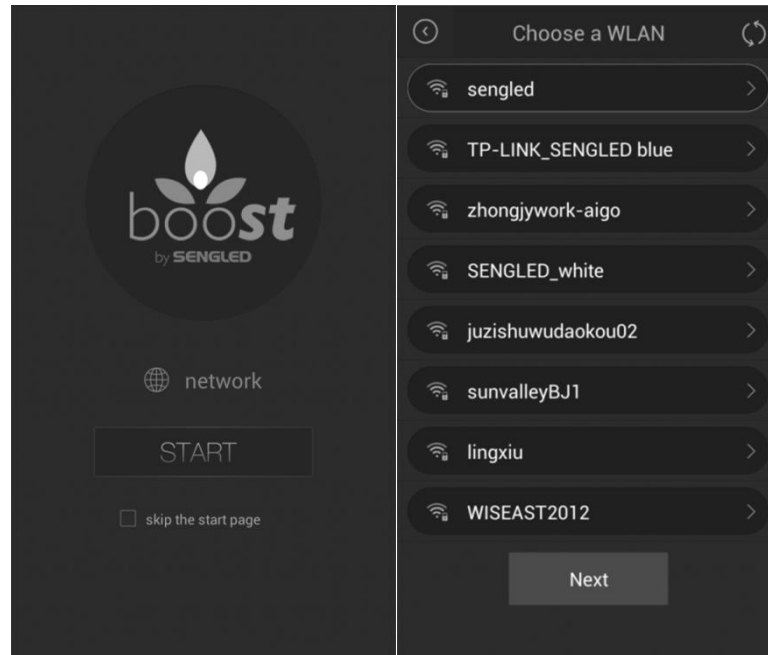 boost
by SENGLED
network
START
skip the start page
Choose a WLAN
sengled
TP-LINK_SENGLED blue
zhongjywork-aigo
SENGLED_white
juzishuwudaokou02
sunvalleyBJ1
lingxiu
WISEAST2012
Next